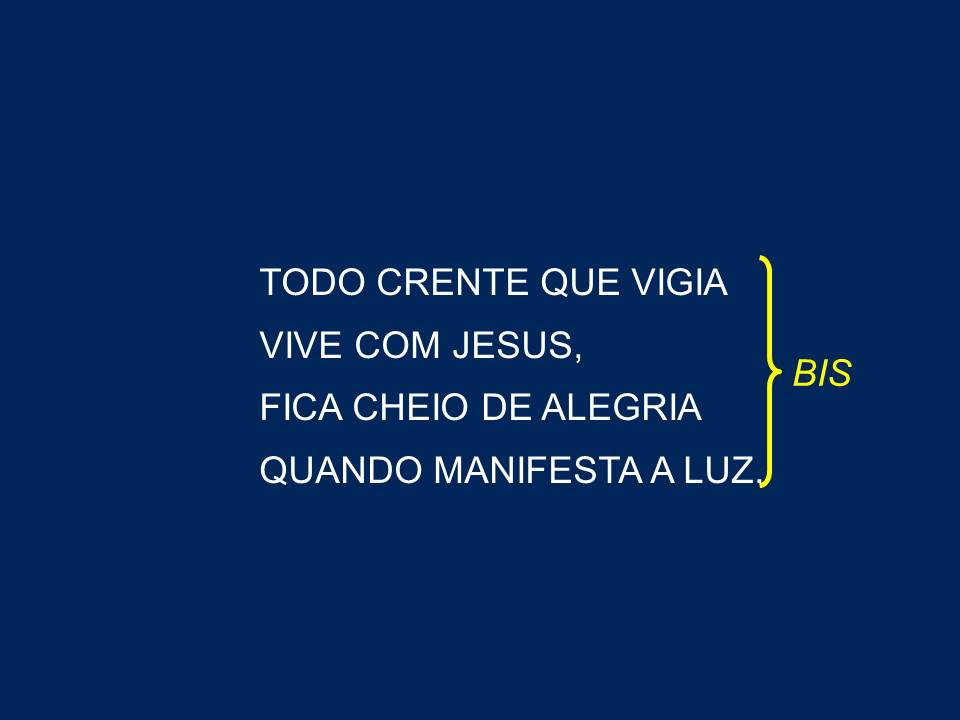 TODO CRENTE QUE VIGIA
VIVE COM JESUS,
FICA CHEIO DE ALEGRIA
QUANDO MANIFESTA A LUZ.
BIS